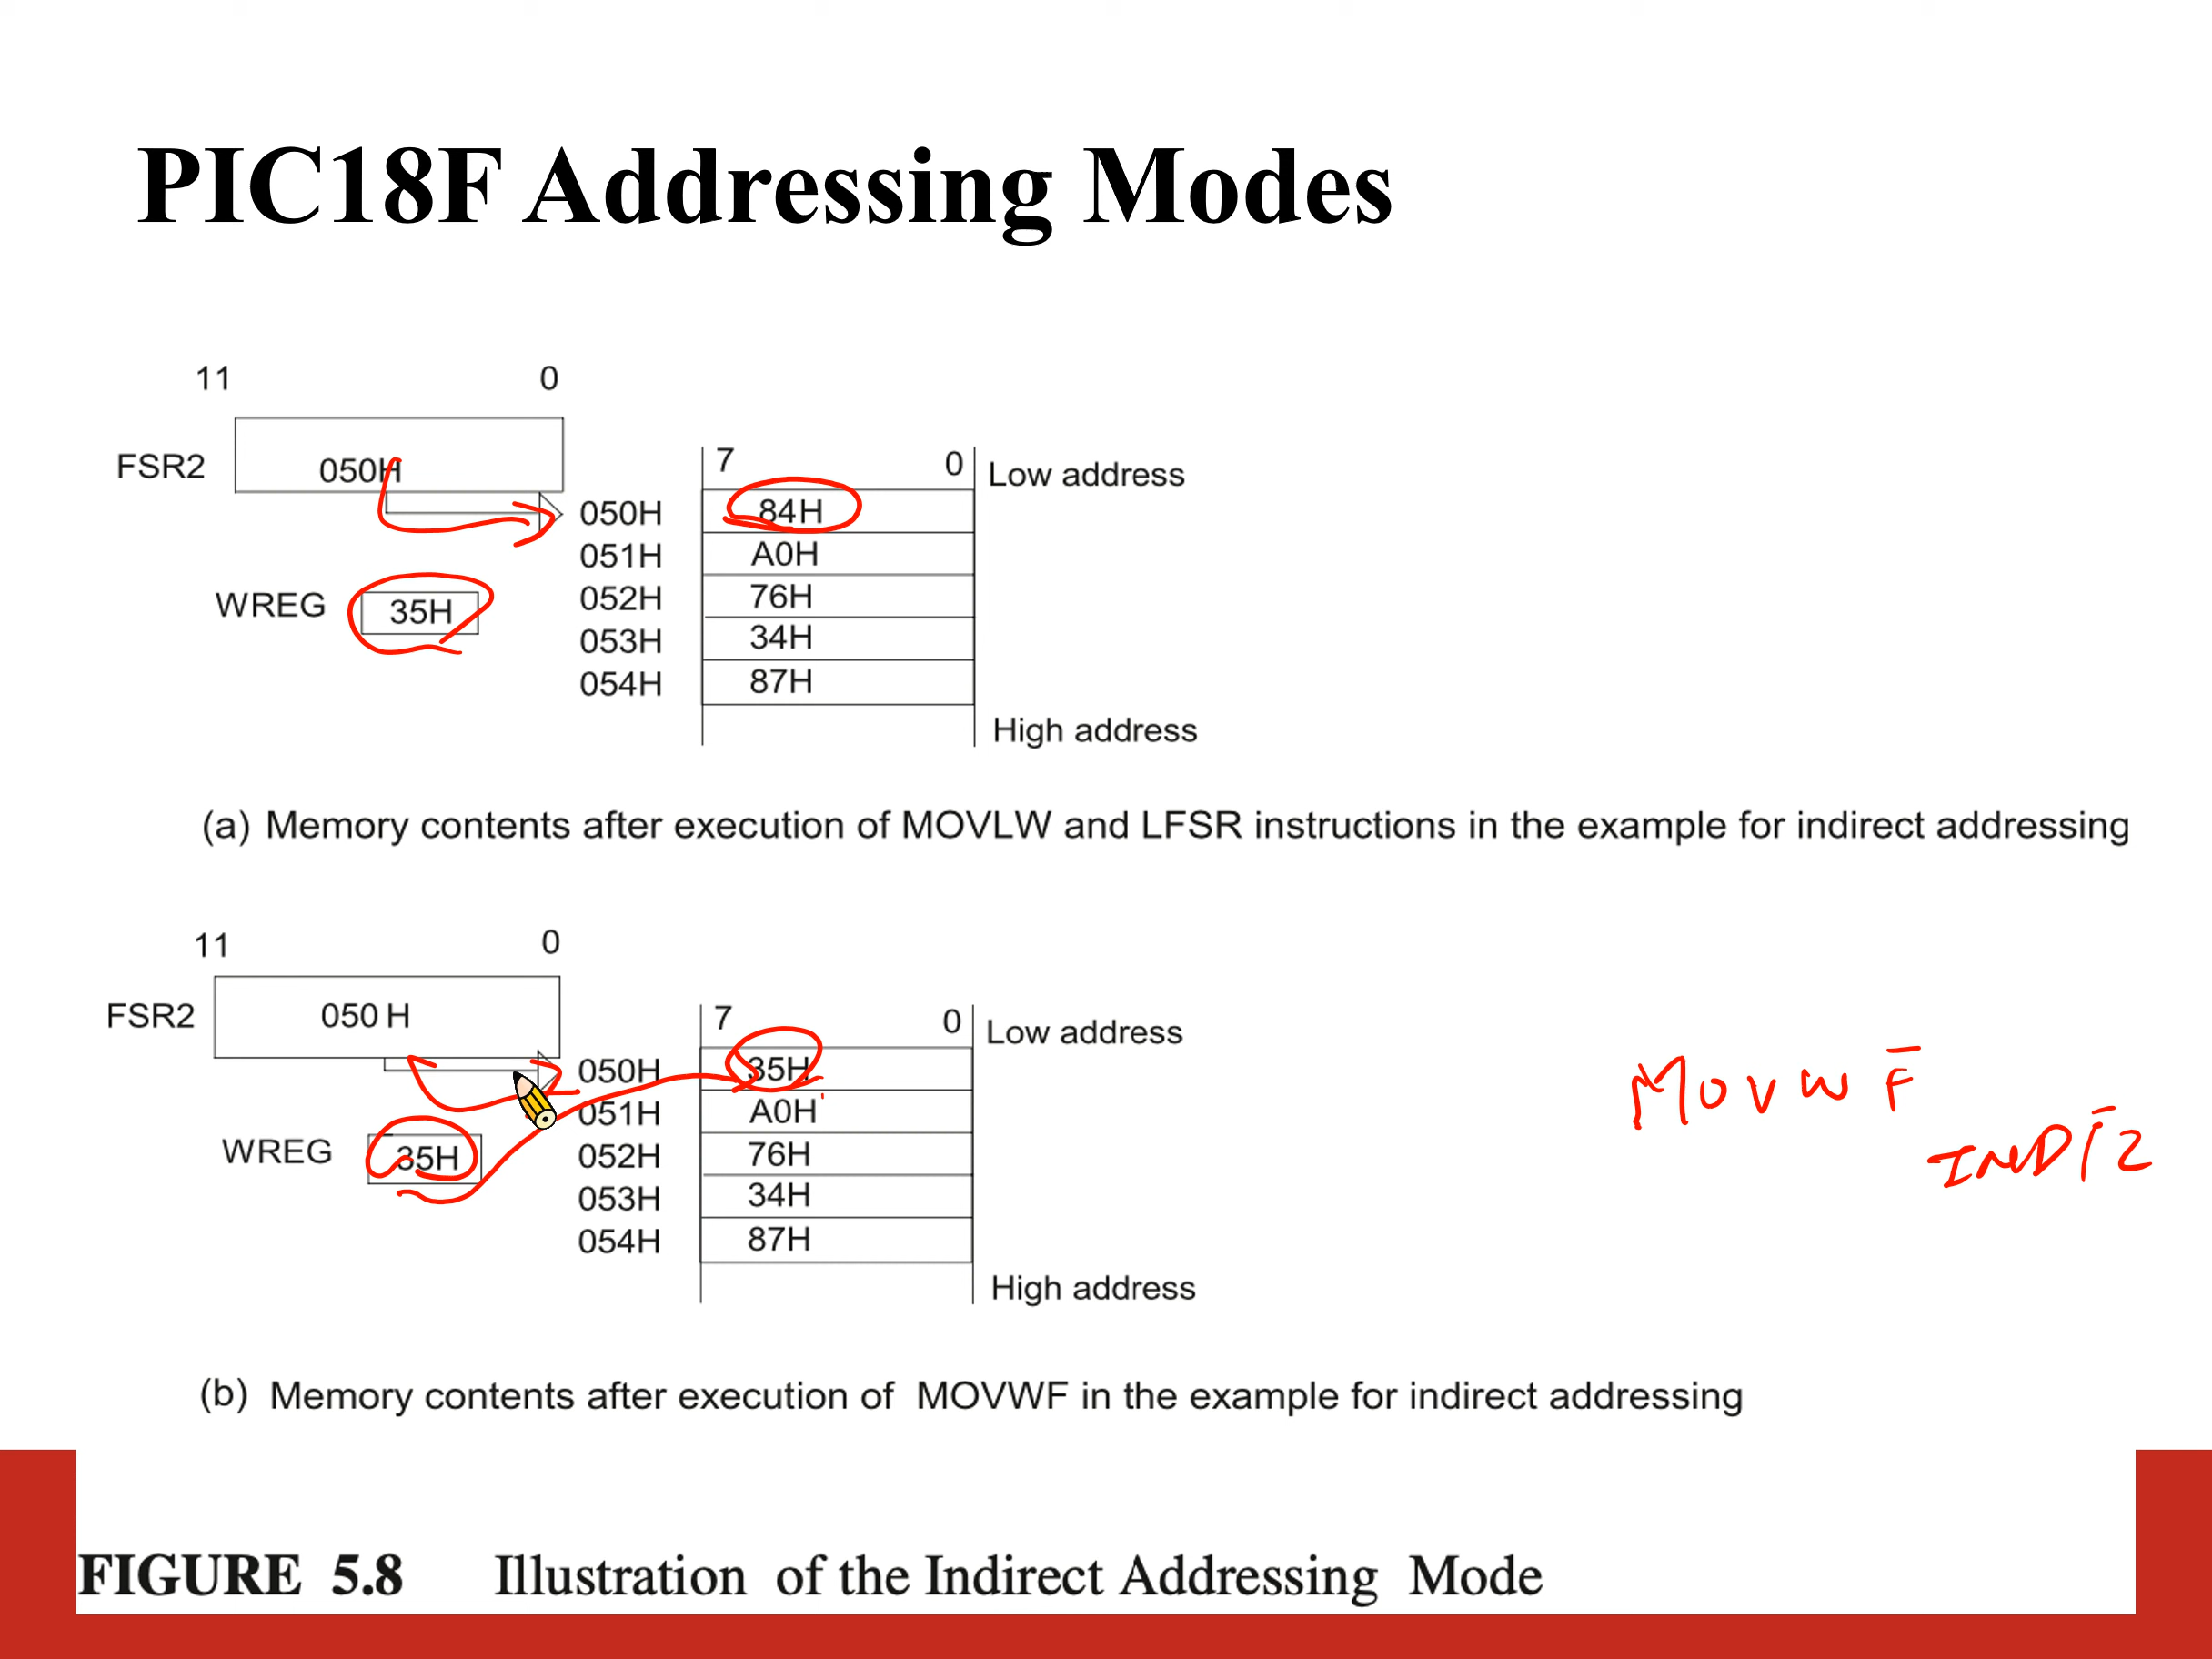 PIC18F Addressing Modes
11 0
FSR2 050H
7 0 Low address
050H 84H
051H A0H
WREG 35H
052H 76H
053H 34H
054H 87H
High address
(a) Memory contents after execution of MOVLW and LFSR instructions in the example for indirect addressing
11 0
FSR2 050 H
7 0 Low address
050H 35H
051H A0H
WREG 35H
052H 76H
053H 34H
054H 87H
High address
MOVWF
INDF2
(b) Memory contents after execution of MOVWF in the example for indirect addressing
FIGURE 5.8 Illustration of the Indirect Addressing Mode